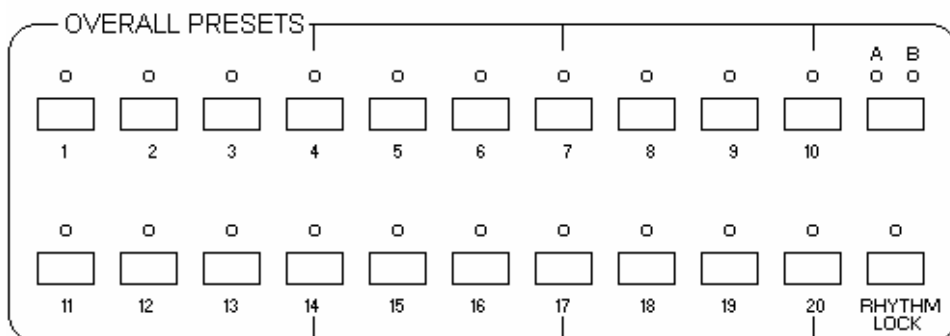 OVERALL PRESETS
A B
1 2 3 4 5 6 7 8 9 10
11 12 13 14 15 16 17 18 19 20 RHYTHM
LOCK